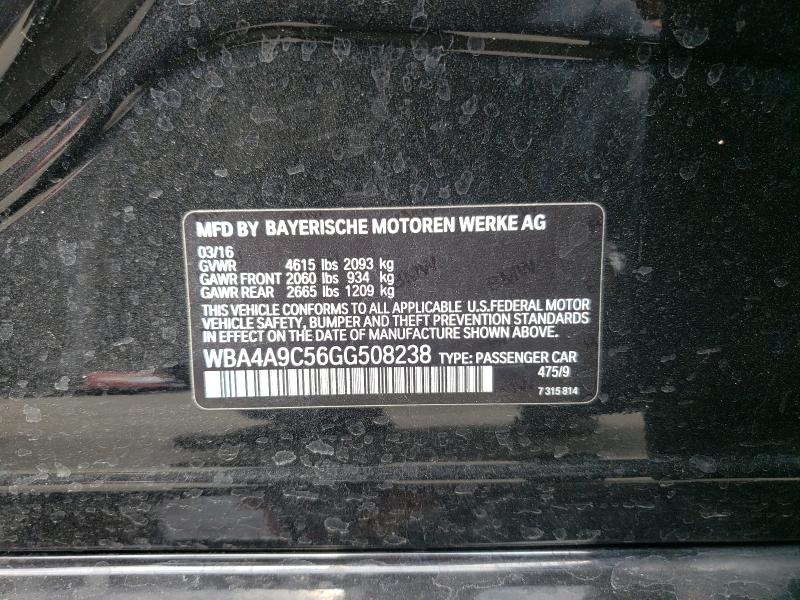 MFD BY BAYERISCHE MOTOREN WERKE AG
03/16
GVWR 4615 lbs 2093 kg
GAWR FRONT 2060 lbs 934 kg
GAWR REAR 2665 lbs 1209 kg
THIS VEHICLE CONFORMS TO ALL APPLICABLE U.S.FEDERAL MOTOR
VEHICLE SAFETY, BUMPER AND THEFT PREVENTION STANDARDS
IN EFFECT ON THE DATE OF MANUFACTURE SHOWN ABOVE.
WBA4A9C56GG508238 TYPE: PASSENGER CAR
475/9
7 315 814